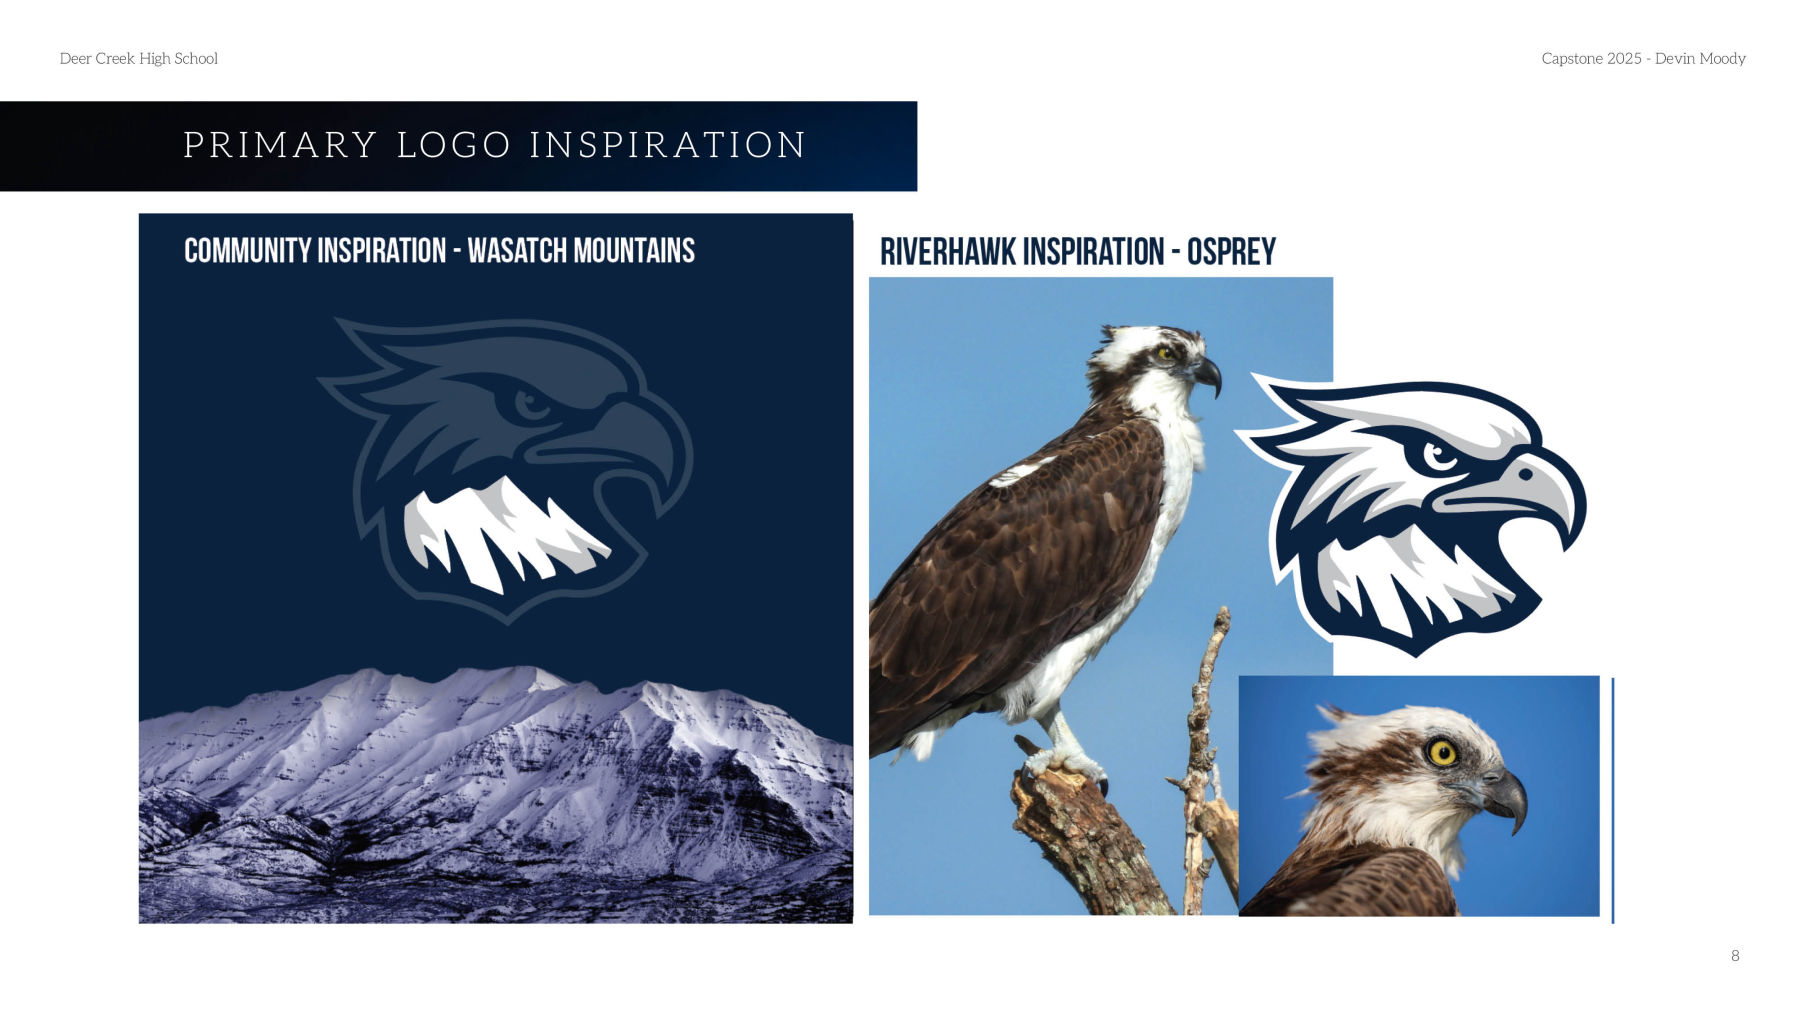 Deer Creek High School
Capstone 2025 - Devin Moody
PRIMARY LOGO INSPIRATION
COMMUNITY INSPIRATION - WASATCH MOUNTAINS
RIVERHAWK INSPIRATION - OSPREY
8